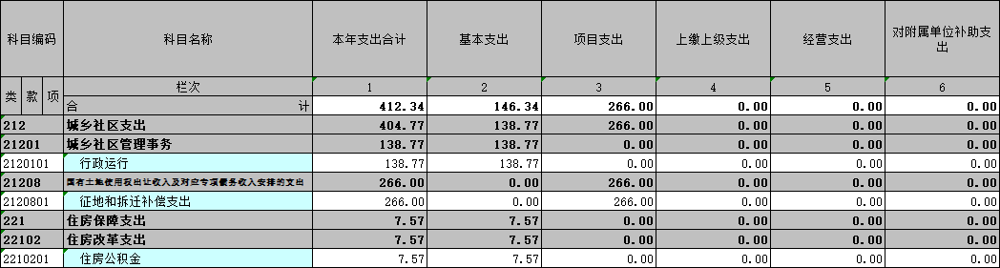 科目编码 科目名称 本年支出合计 基本支出 项目支出 上缴上级支出 经营支出 对附属单位补助支出
类 款 项 栏次 1 2 3 4 5 6
合 计 412.34 146.34 266.00 0.00 0.00 0.00
212 城乡社区支出 404.77 138.77 266.00 0.00 0.00 0.00
21201 城乡社区管理事务 138.77 138.77 0.00 0.00 0.00 0.00
2120101 行政运行 138.77 138.77 0.00 0.00 0.00 0.00
21208 国有土地使用权出让收入及对应专项债务收入安排的支出 266.00 0.00 266.00 0.00 0.00 0.00
2120801 征地和拆迁补偿支出 266.00 0.00 266.00 0.00 0.00 0.00
221 住房保障支出 7.57 7.57 0.00 0.00 0.00 0.00
22102 住房改革支出 7.57 7.57 0.00 0.00 0.00 0.00
2210201 住房公积金 7.57 7.57 0.00 0.00 0.00 0.00